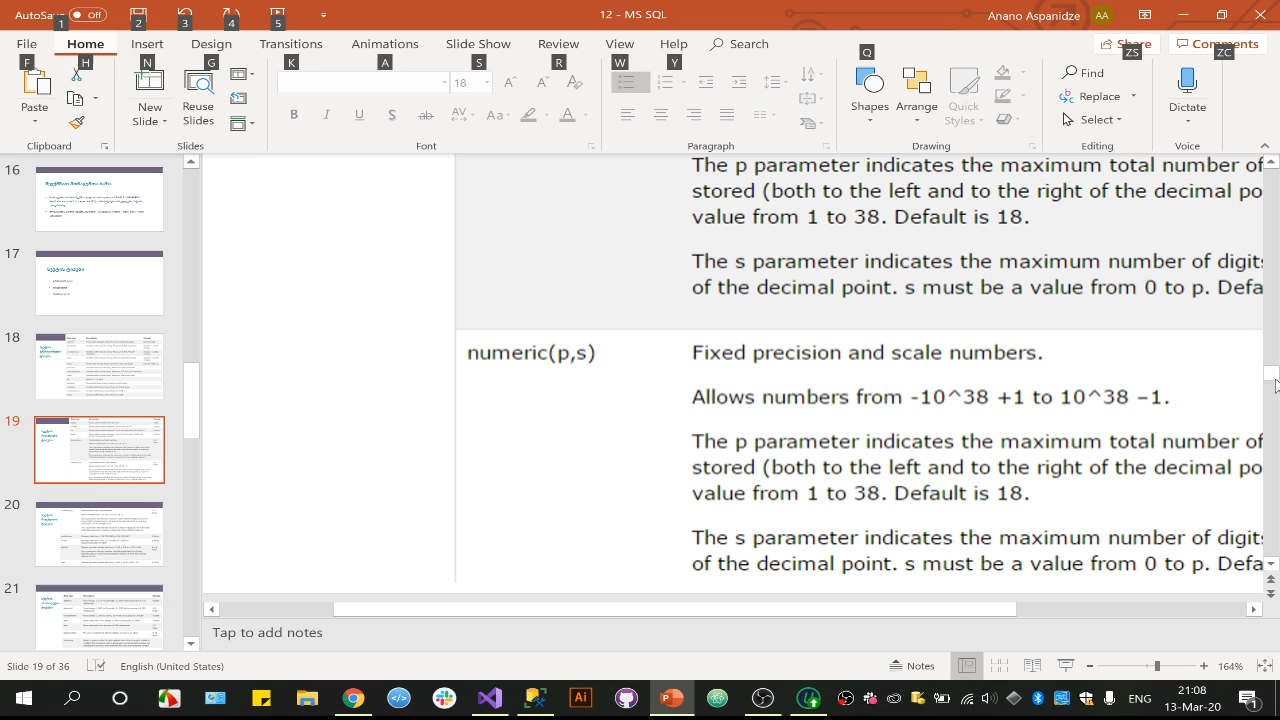 AutoSave Off
12 - MS SQL
Anano Aspanidze AA
1 2 3 4 5
File Home Insert Design Transitions Animations Slide Show Review View Help Search Share Comments
F H N G K A S R W Y Q ZS ZC
18
Find
Replace
Select
Paste
New
Slide
Reuse
Slides
Shapes
Arrange
Quick
Styles
Dictate
Clipboard Slides Font Paragraph Drawing Editing Voice
16
17
18
19
20
21
The p parameter indicates the maximum total number of
stored (both to the left and to the right of the decimal po
value from 1 to 38. Default is 18.
The s parameter indicates the maximum number of digits
of the decimal point. s must be a value from 0 to p. Defa
numeric(p,s)
Fixed precision and scale numbers.
Allows numbers from -10^38 +1 to 10^38 –1.
The p parameter indicates the maximum total number of
stored (both to the left and to the right of the decimal po
value from 1 to 38. Default is 18.
The s parameter indicates the maximum number of digits
of the decimal point. s must be a value from 0 to p. Defa
Tap to add notes
Slide 19 of 36 English (United States) Notes 164%
ENG
21:08
13-Mar-20
1